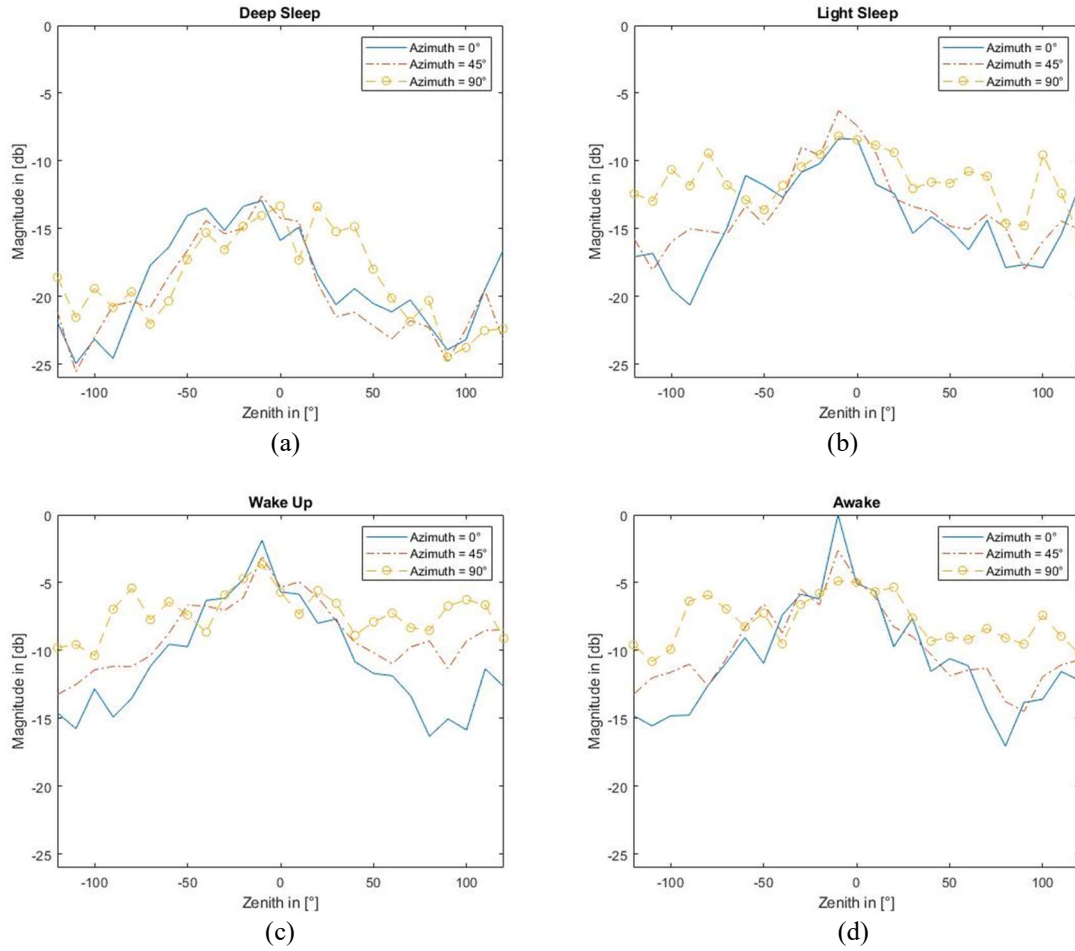 Deep Sleep
0
-5
-10
-15
-20
-25
Magnitude in [db]
-100 -50 0 50 100
Zenith in [°]
Azimuth = 0°
Azimuth = 45°
Azimuth = 90°
(a)
Light Sleep
0
-5
-10
-15
-20
-25
Magnitude in [db]
-100 -50 0 50 100
Zenith in [°]
Azimuth = 0°
Azimuth = 45°
Azimuth = 90°
(b)
Wake Up
0
-5
-10
-15
-20
-25
Magnitude in [db]
-100 -50 0 50 100
Zenith in [°]
Azimuth = 0°
Azimuth = 45°
Azimuth = 90°
(c)
Awake
0
-5
-10
-15
-20
-25
Magnitude in [db]
-100 -50 0 50 100
Zenith in [°]
Azimuth = 0°
Azimuth = 45°
Azimuth = 90°
(d)